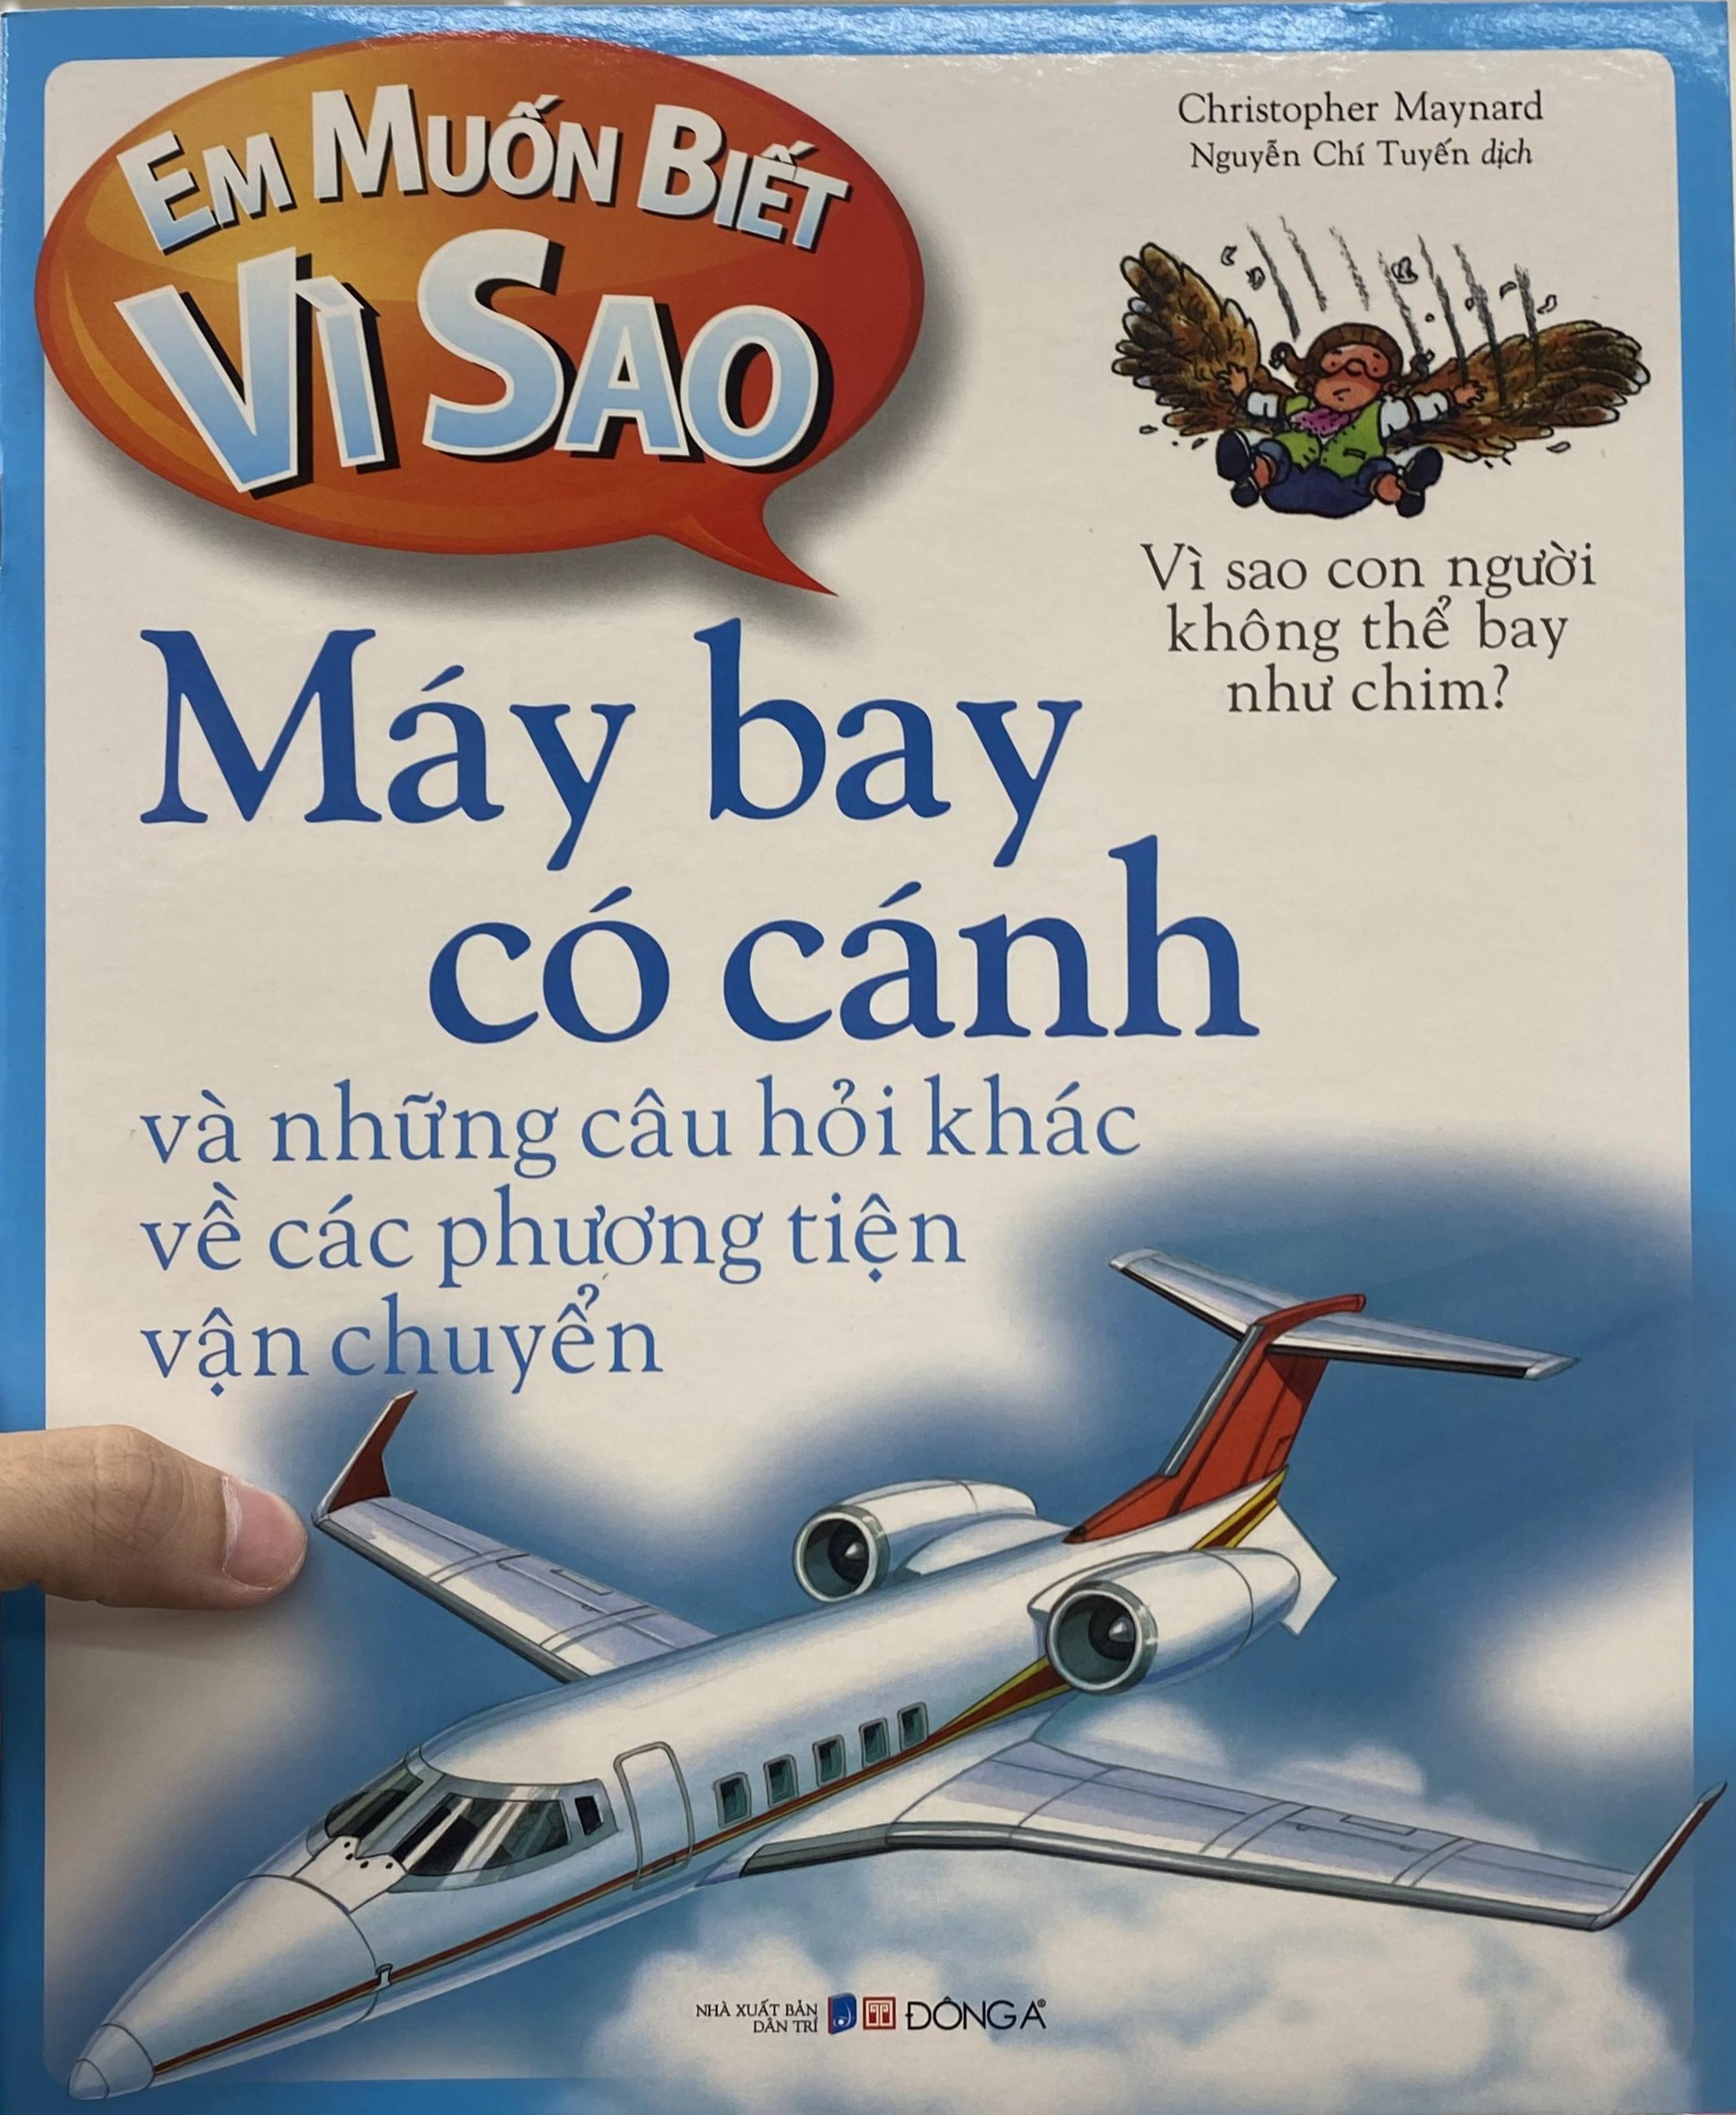 EM MUỐN BIẾT
VÌ SAO
Christopher Maynard
Nguyễn Chí Tuyến dịch
Vì sao con người
không thể bay
như chim?
Máy bay
có cánh
và những câu hỏi khác
về các phương tiện
vận chuyển
NHÀ XUẤT BẢN
DÂN TRÍ
ĐÔNG A®